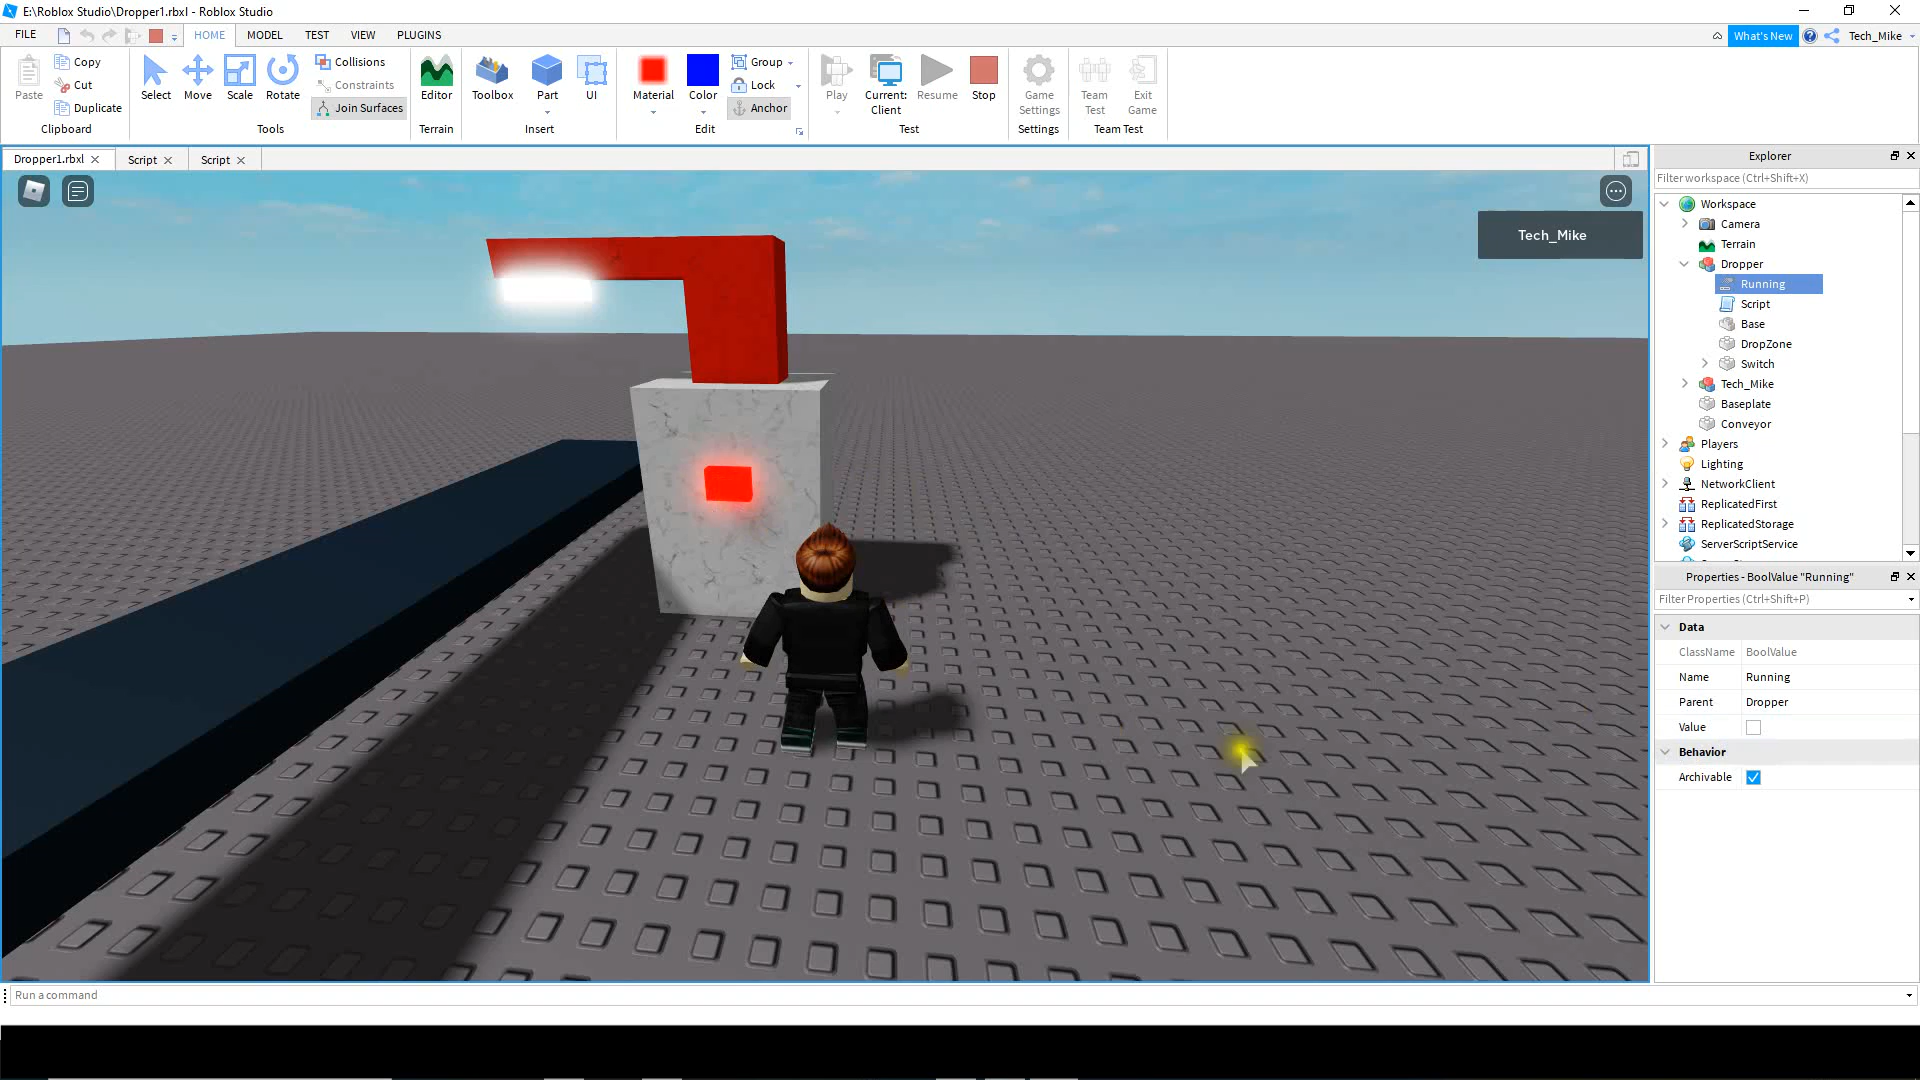 E:\Roblox Studio\Dropper1.rbxl - Roblox Studio
FILE HOME MODEL TEST VIEW PLUGINS What's New Tech_Mike
Paste
Copy
Cut
Duplicate
Clipboard
Select Move Scale Rotate
Collisions
Constraints
Join Surfaces
Tools
Editor
Terrain
Toolbox Part UI
Insert
Material Color
Group
Lock
Anchor
Edit
Play Current: Client Resume Stop
Test
Game Settings
Settings
Team Test Exit Game
Team Test
Dropper1.rbxl Script Script
Tech_Mike
Explorer
Filter workspace (Ctrl+Shift+X)
Workspace
Camera
Terrain
Dropper
Running
Script
Base
DropZone
Switch
Tech_Mike
Baseplate
Conveyor
Players
Lighting
NetworkClient
ReplicatedFirst
ReplicatedStorage
ServerScriptService
Properties - BoolValue "Running"
Filter Properties (Ctrl+Shift+P)
Data
ClassName BoolValue
Name Running
Parent Dropper
Value
Behavior
Archivable
Run a command